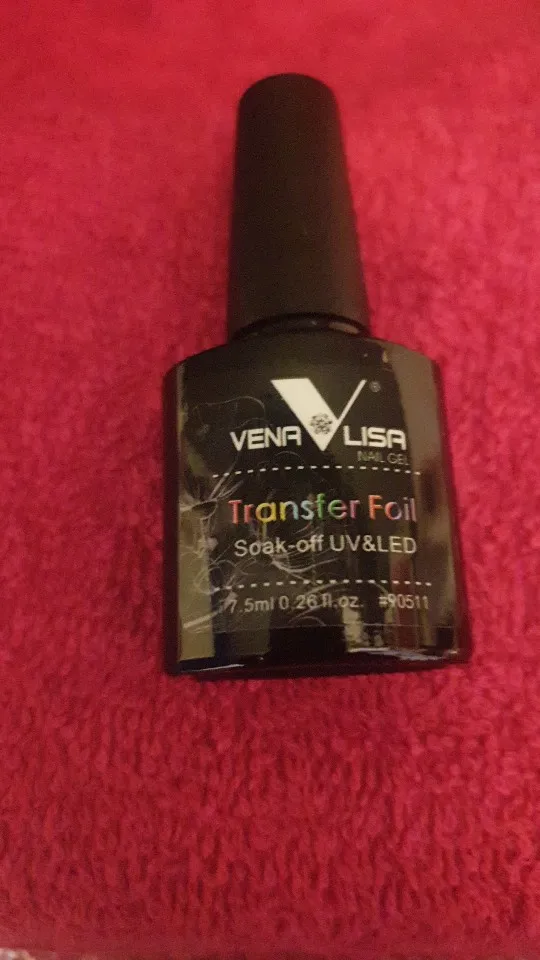 VENA LISA ®
NAIL GEL
Transfer Foil
Soak-off UV&LED
7.5ml 0.26 fl.oz. #90511